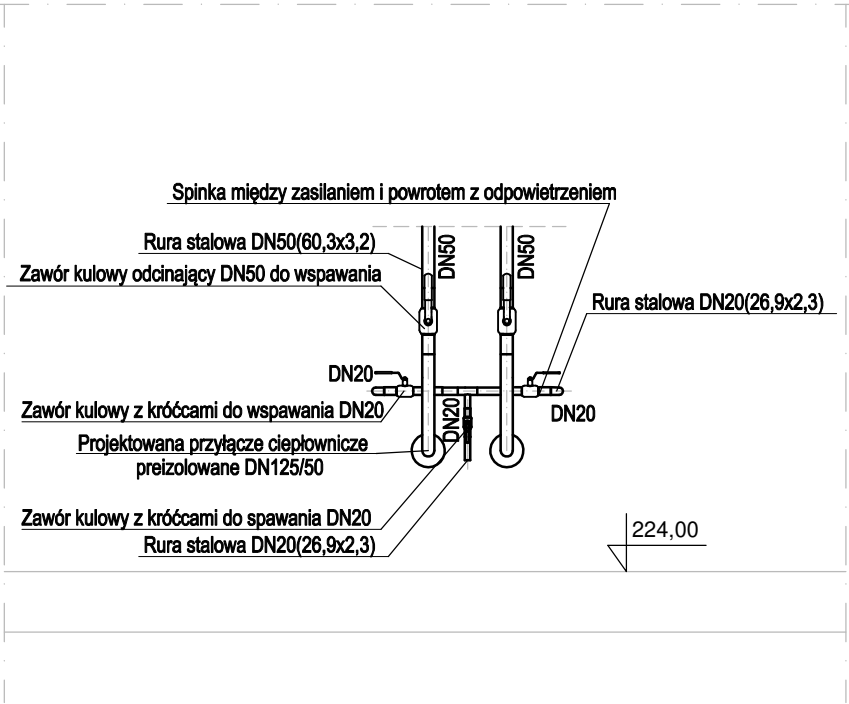 Spinka między zasilaniem i powrotem z odpowietrzeniem
Rura stalowa DN50(60,3x3,2)
DN50
DN50
Zawór kulowy odcinający DN50 do wspawania
Rura stalowa DN20(26,9x2,3)
DN20
Zawór kulowy z króćcami do wspawania DN20
DN20
DN20
Projektowana przyłącze ciepłownicze
preizolowane DN125/50
Zawór kulowy z króćcami do spawania DN20
224,00
Rura stalowa DN20(26,9x2,3)